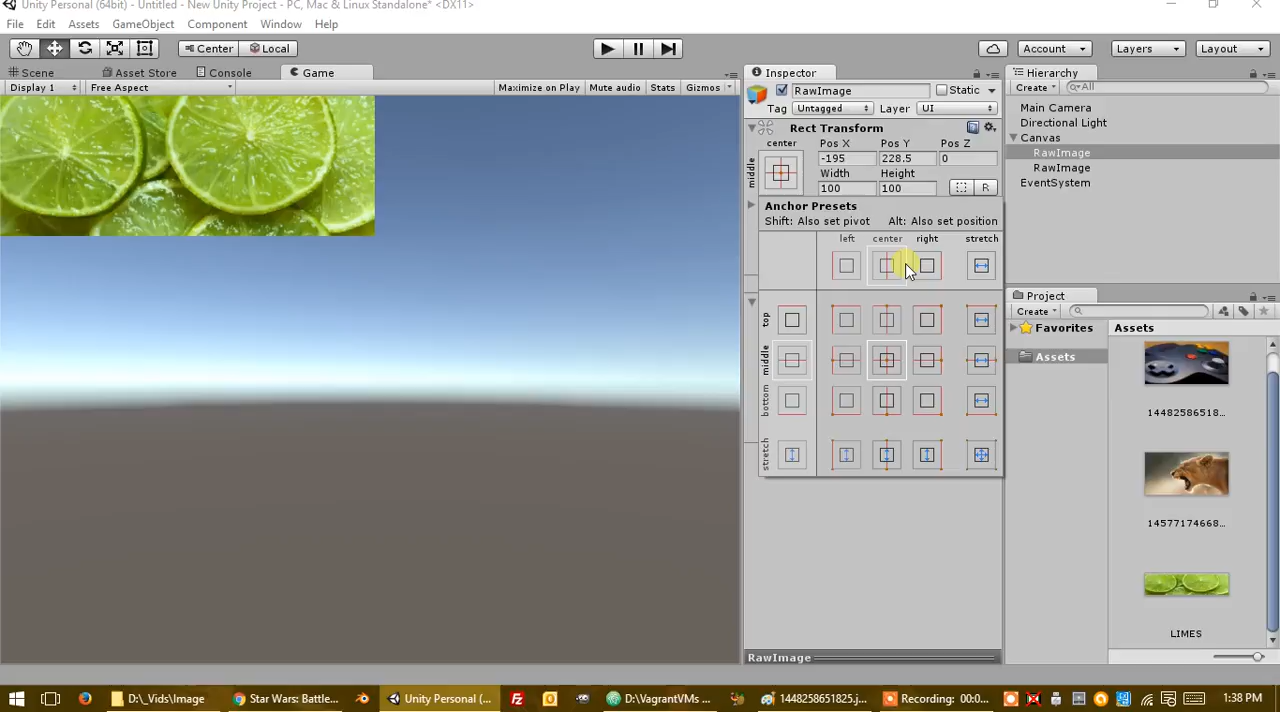 Unity Personal (64bit) - Untitled - New Unity Project - PC, Mac & Linux Standalone* <DX11>
File Edit Assets GameObject Component Window Help
Center Local Account Layers Layout
Scene Asset Store Console Game
Display 1 Free Aspect Maximize on Play Mute audio Stats Gizmos
Inspector
RawImage Static
Tag Untagged Layer UI
Rect Transform
center Pos X Pos Y Pos Z
middle
-195 228.5 0
Width Height
100 100 R
Anchor Presets
Shift: Also set pivot Alt: Also set position
left center right stretch
top
middle
bottom
stretch
RawImage
Hierarchy
Create All
Main Camera
Directional Light
Canvas
RawImage
RawImage
EventSystem
Project
Create
Favorites
Assets
Assets
14482586518...
14577174668...
LIMES
D:\_Vids\Image Star Wars: Battle... Unity Personal (... D:\VagrantVMs ... 1448258651825.j... Recording: 00:0... 1:38 PM